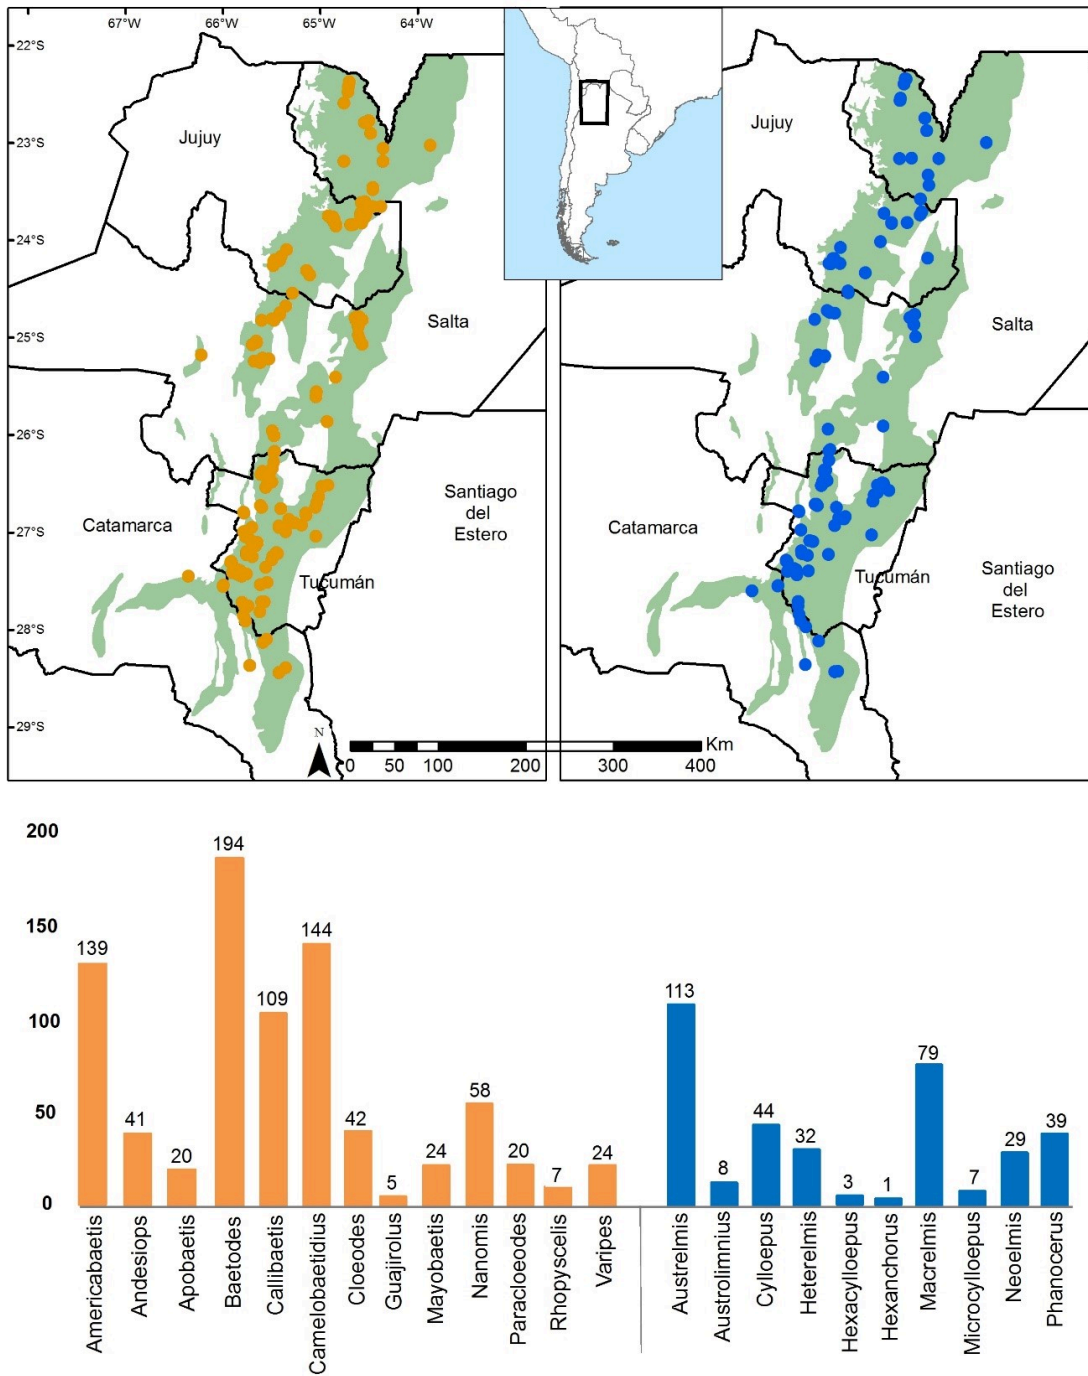 67°W 66°W 65°W 64°W
22°S
23°S
24°S
25°S
26°S
27°S
28°S
29°S
Jujuy
Salta
Santiago
del
Estero
Catamarca
Tucumán
N
Jujuy
Salta
Catamarca
Tucumán
Santiago
del
Estero
Km
0 50 100 200 300 400
200
150
100
50
0
139
41
20
194
109
144
42
5
24
58
20
7
24
113
8
44
32
3
1
79
7
29
39
Americabaetis
Andesiops
Apobaetis
Baetodes
Callibaetis
Camelobaetidius
Cloeodes
Guajirolus
Mayobaetis
Nanomis
Paracloeodes
Rhopyscelis
Varipes
Austrelmis
Austrolimnius
Cylloepus
Heterelmis
Hexacylloepus
Hexanchorus
Macrelmis
Microcylloepus
Neoelmis
Phanocerus